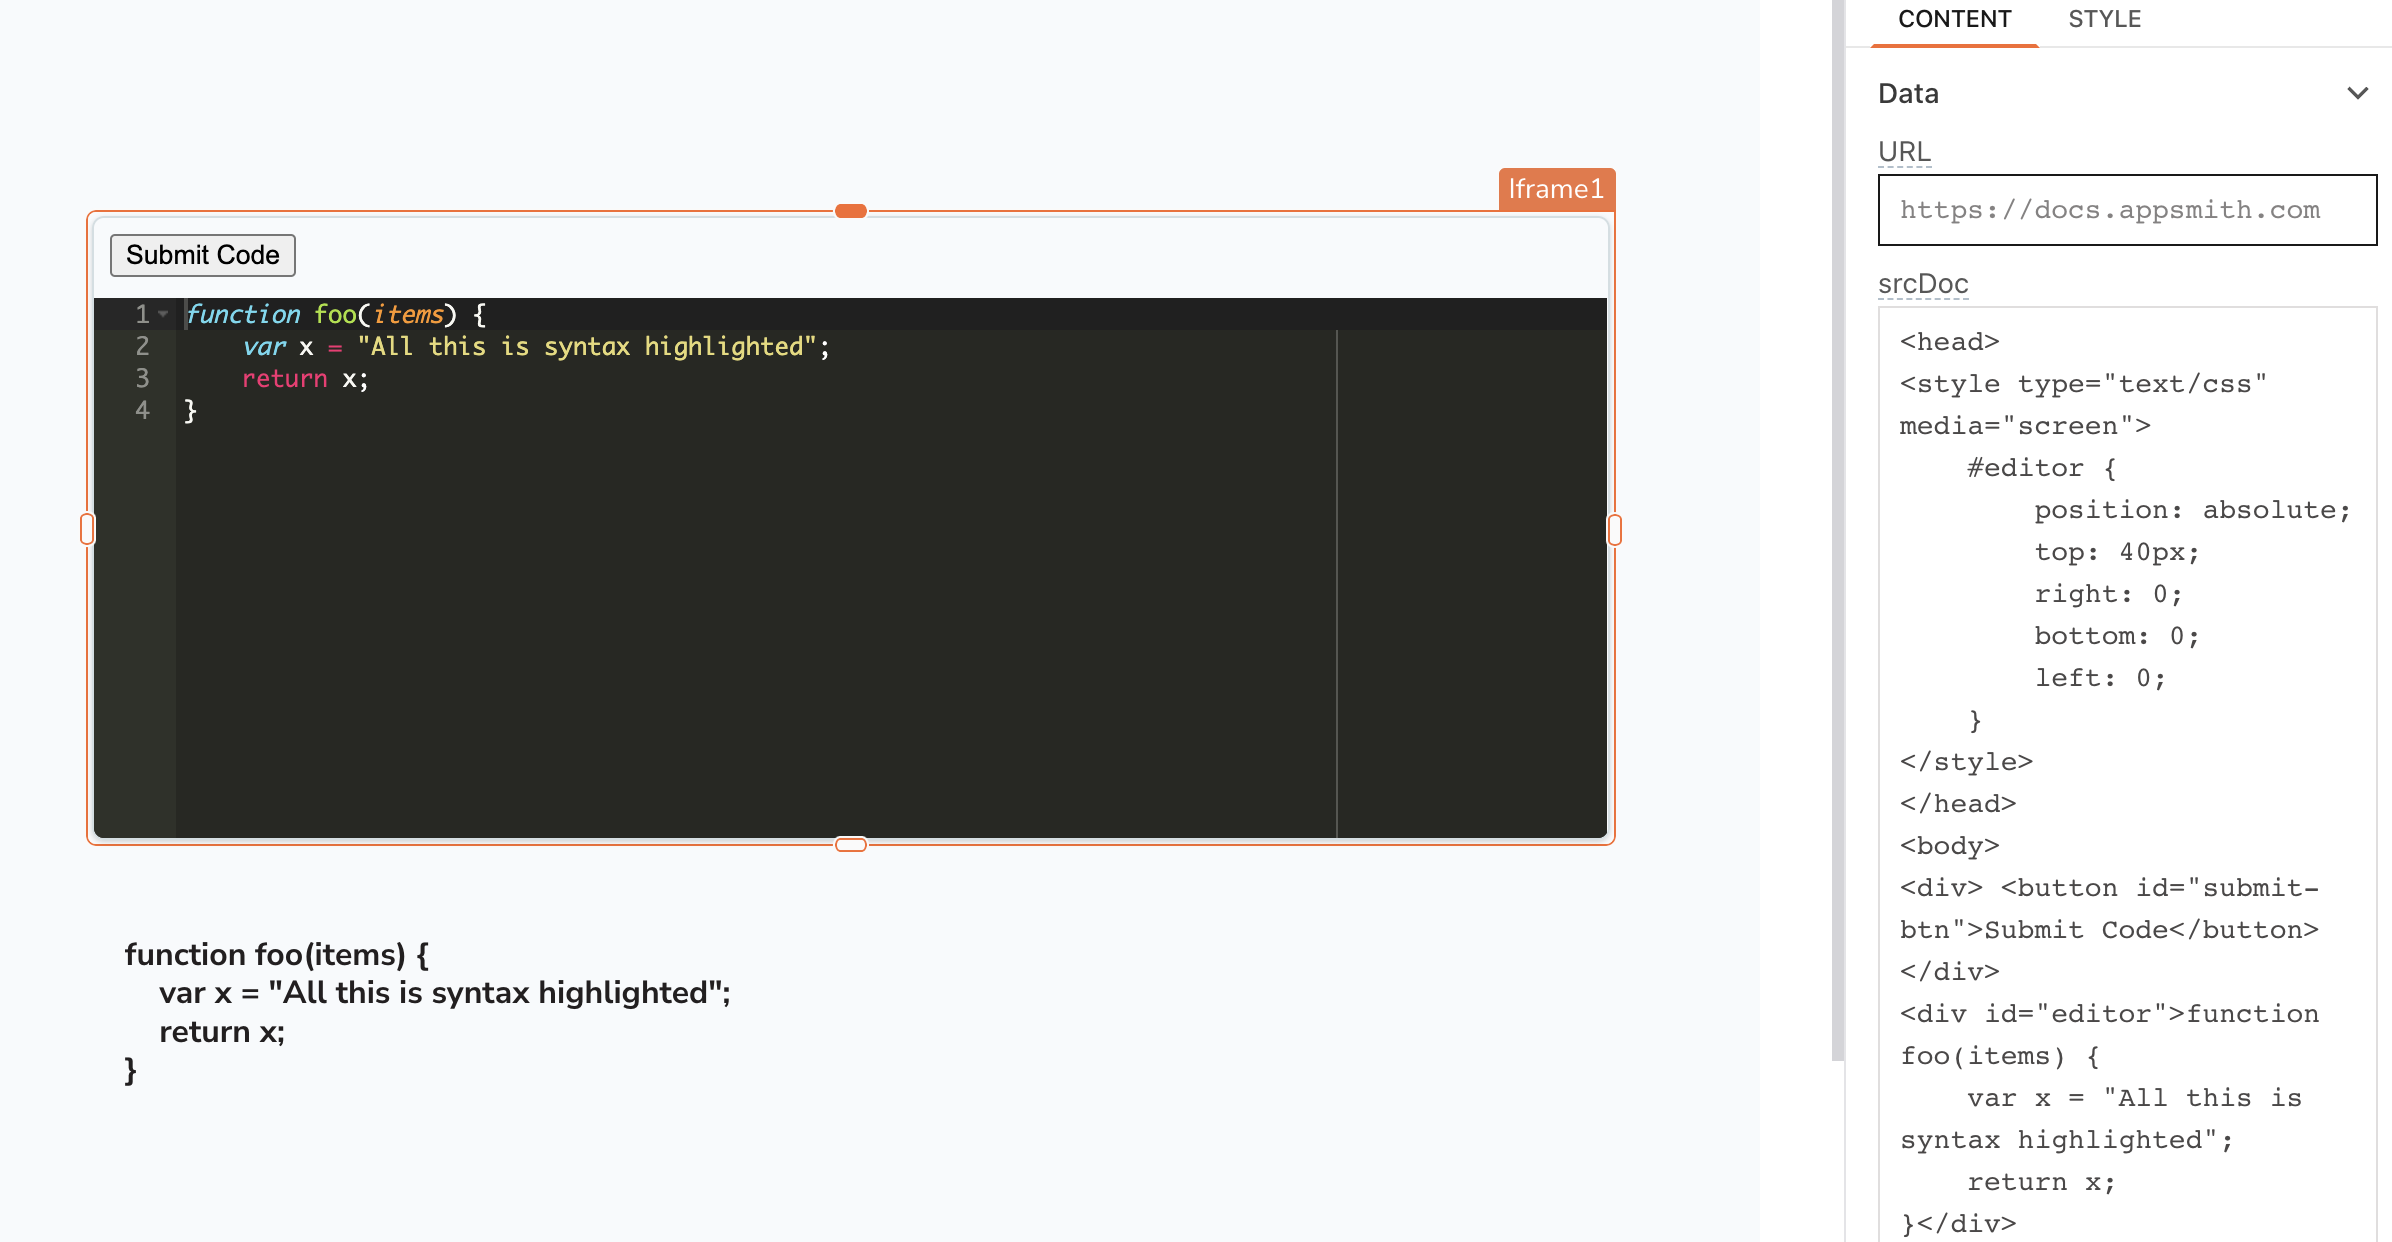 Iframe1
Submit Code
1 function foo(items) {
2     var x = "All this is syntax highlighted";
3     return x;
4 }
function foo(items) {
    var x = "All this is syntax highlighted";
    return x;
}
CONTENT STYLE
Data
URL
https://docs.appsmith.com
srcDoc
<head>
<style type="text/css"
media="screen">
    #editor {
        position: absolute;
        top: 40px;
        right: 0;
        bottom: 0;
        left: 0;
    }
</style>
</head>
<body>
<div> <button id="submit-
btn">Submit Code</button>
</div>
<div id="editor">function
foo(items) {
    var x = "All this is
syntax highlighted";
    return x;
}</div>